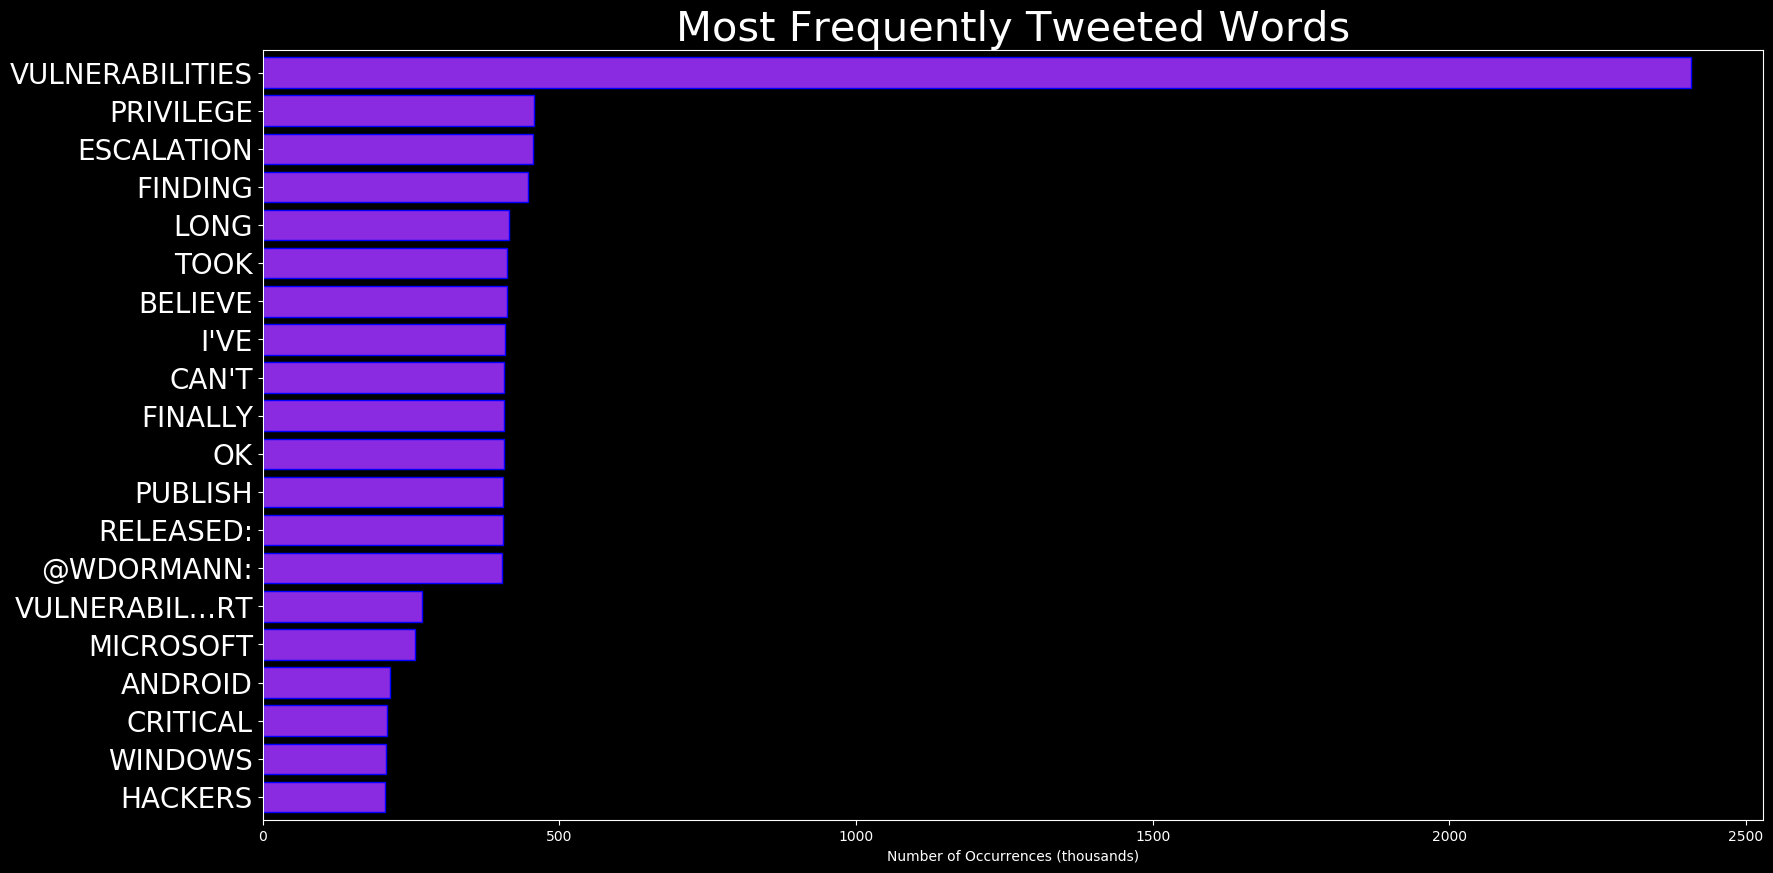 Most Frequently Tweeted Words
VULNERABILITIES
PRIVILEGE
ESCALATION
FINDING
LONG
TOOK
BELIEVE
I'VE
CAN'T
FINALLY
OK
PUBLISH
RELEASED:
@WDORMANN:
VULNERABIL…RT
MICROSOFT
ANDROID
CRITICAL
WINDOWS
HACKERS
0 500 1000 1500 2000 2500
Number of Occurrences (thousands)